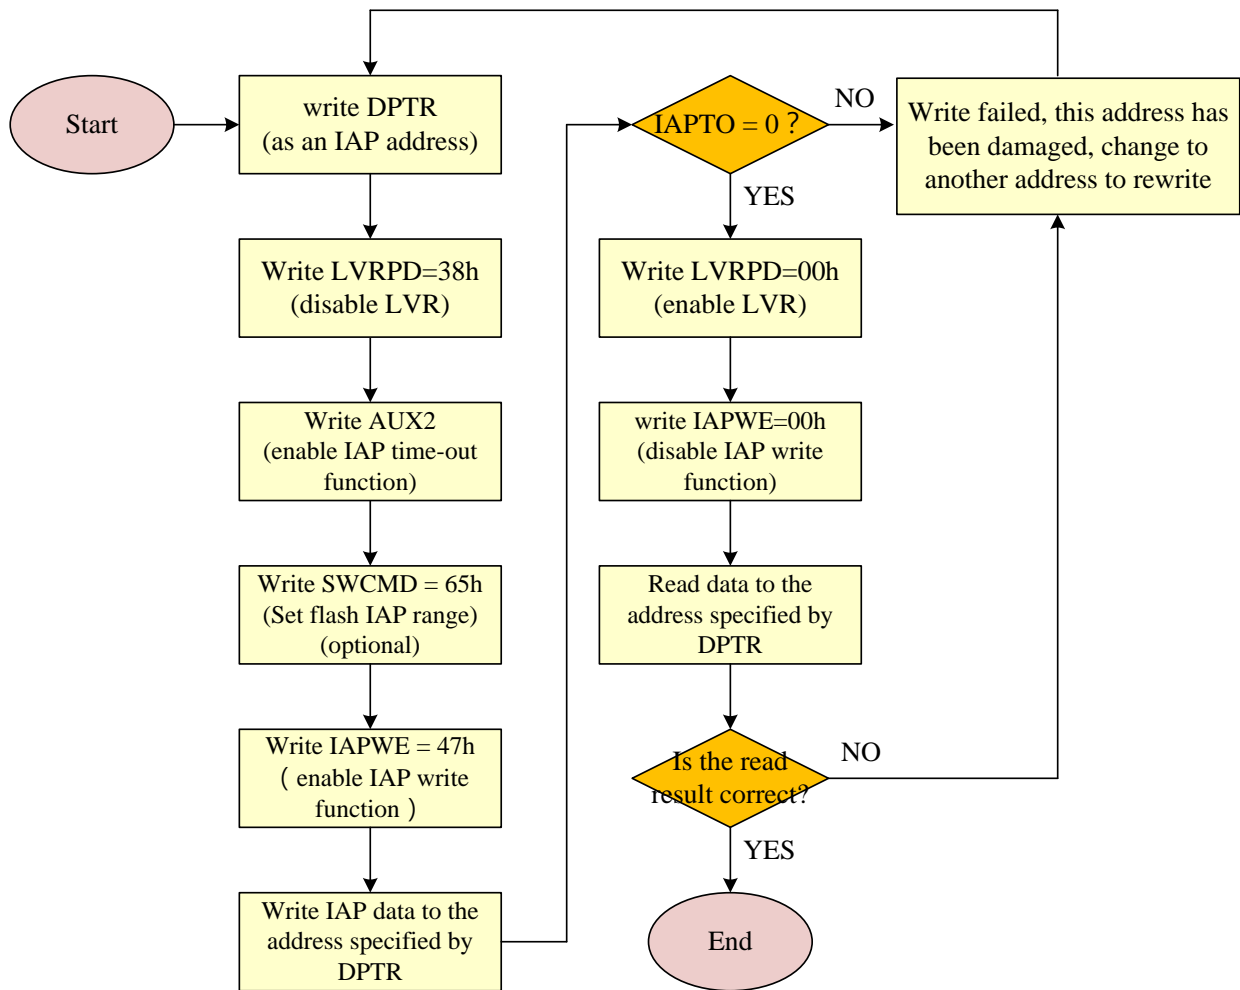 Start
write DPTR
(as an IAP address)
Write LVRPD=38h
(disable LVR)
Write AUX2
(enable IAP time-out
function)
Write SWCMD = 65h
(Set flash IAP range)
(optional)
Write IAPWE = 47h
( enable IAP write
function )
Write IAP data to the
address specified by
DPTR
IAPTO = 0 ?
NO
YES
Write failed, this address has
been damaged, change to
another address to rewrite
Write LVRPD=00h
(enable LVR)
write IAPWE=00h
(disable IAP write
function)
Read data to the
address specified by
DPTR
Is the read
result correct?
NO
YES
End